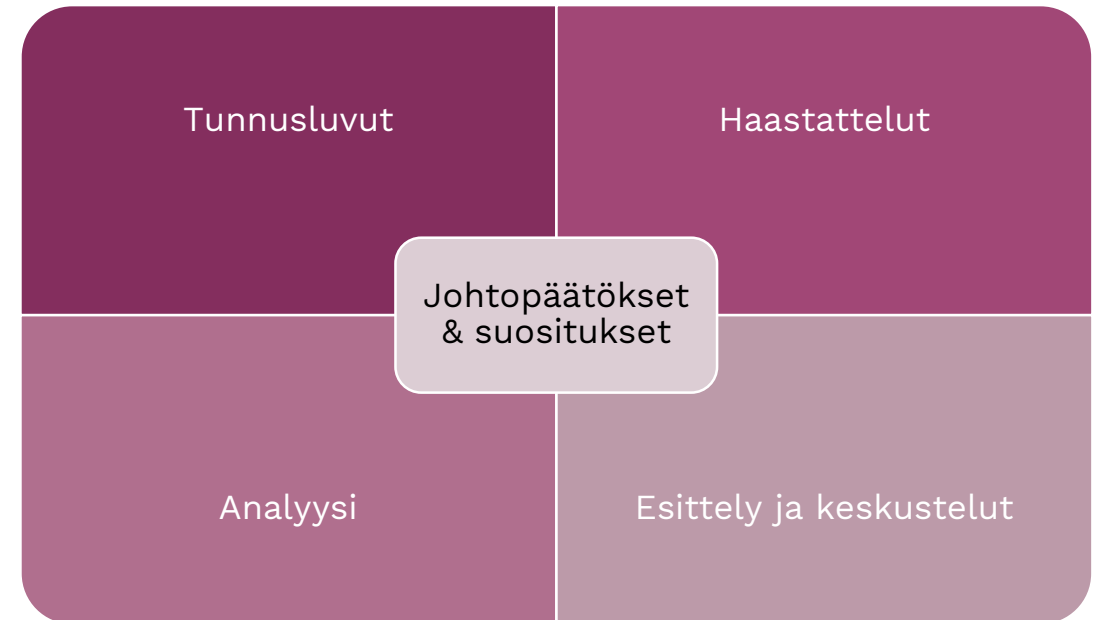 Tunnusluvut
Haastattelut
Johtopäätökset
& suositukset
Analyysi
Esittely ja keskustelut